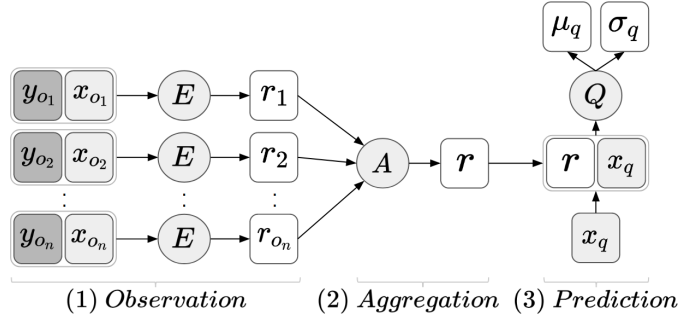 μ_q σ_q
Q
y_{o_1} x_{o_1} E r_1
y_{o_2} x_{o_2} E r_2 A r r x_q
⋮ ⋮ ⋮
y_{o_n} x_{o_n} E r_{o_n} x_q
(1) Observation (2) Aggregation (3) Prediction